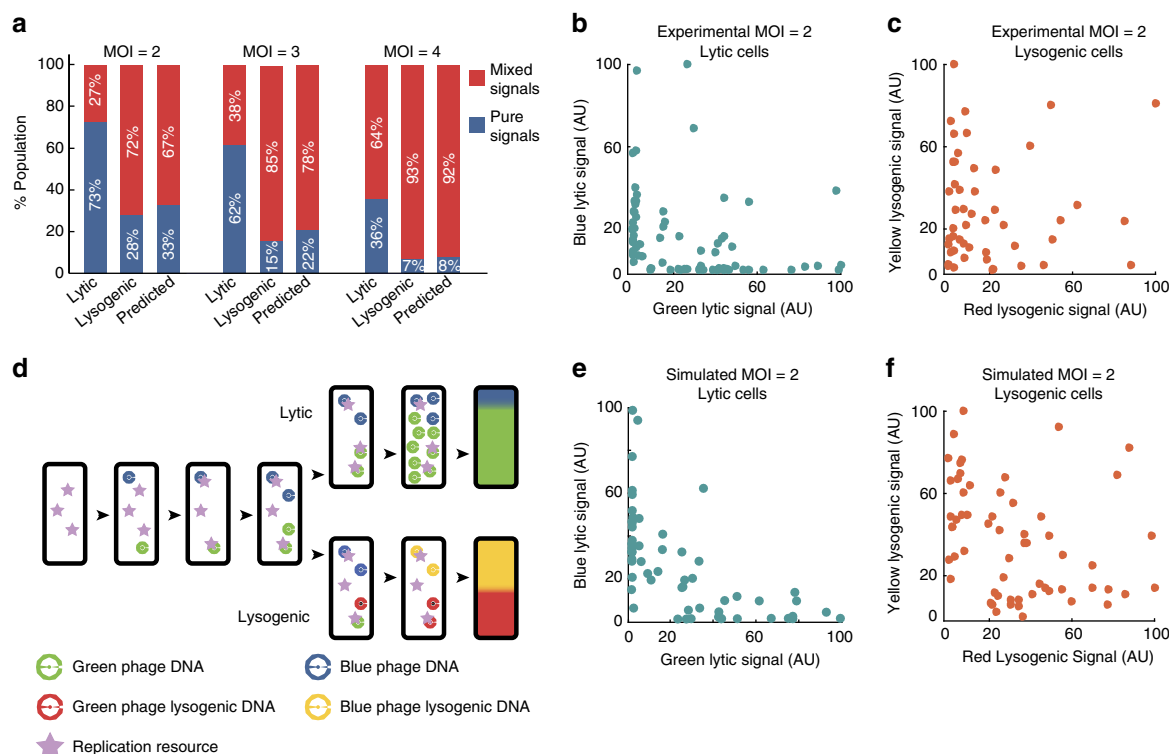 a
MOI = 2
MOI = 3
MOI = 4
% Population
100
80
60
40
20
0
27%
73%
72%
28%
67%
33%
38%
62%
85%
15%
78%
22%
64%
36%
93%
7%
92%
8%
Lytic
Lysogenic
Predicted
Lytic
Lysogenic
Predicted
Lytic
Lysogenic
Predicted
Mixed
signals
Pure
signals
b
Experimental MOI = 2
Lytic cells
Blue lytic signal (AU)
100
60
20
0
0
20
60
100
Green lytic signal (AU)
c
Experimental MOI = 2
Lysogenic cells
Yellow lysogenic signal (AU)
100
60
20
0
0
20
60
100
Red lysogenic signal (AU)
d
Lytic
Lysogenic
Green phage DNA
Blue phage DNA
Green phage lysogenic DNA
Blue phage lysogenic DNA
Replication resource
e
Simulated MOI = 2
Lytic cells
Blue lytic signal (AU)
100
60
20
0
0
20
60
100
Green lytic signal (AU)
f
Simulated MOI = 2
Lysogenic cells
Yellow lysogenic signal (AU)
100
60
20
0
0
20
60
100
Red Lysogenic Signal (AU)